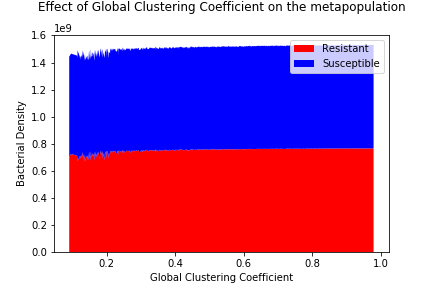 Effect of Global Clustering Coefficient on the metapopulation
1e9
1.6
1.4
1.2
1.0
0.8
0.6
0.4
0.2
0.0
Bacterial Density
Resistant
Susceptible
0.2 0.4 0.6 0.8 1.0
Global Clustering Coefficient